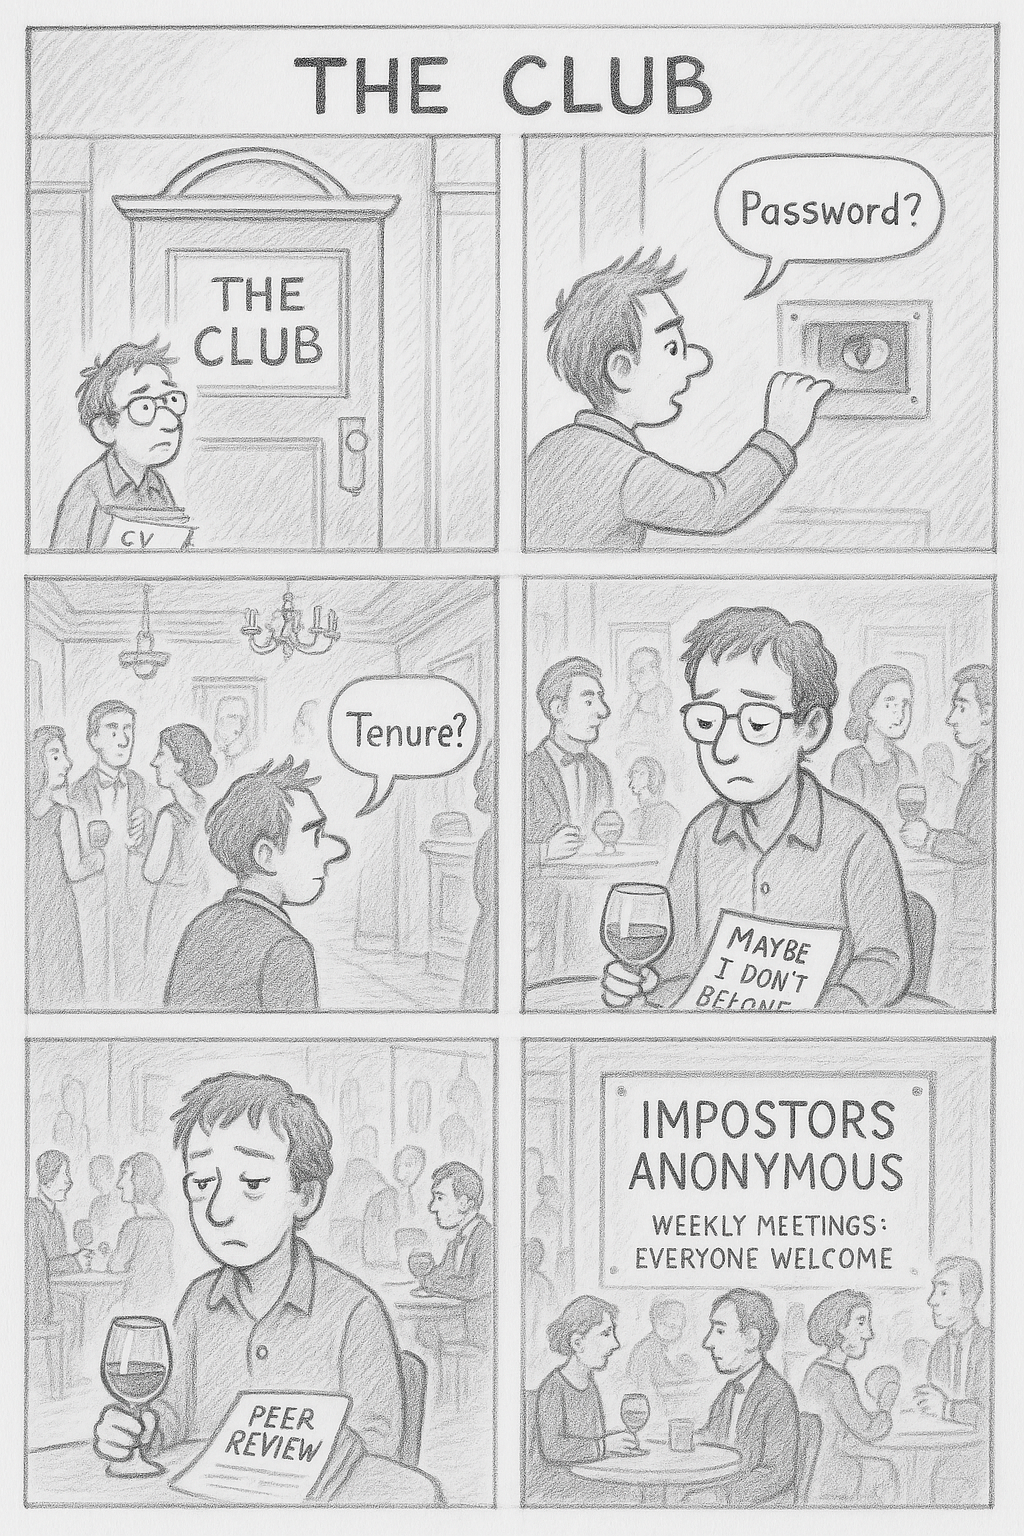 THE CLUB
THE
CLUB
CV
Password?
Tenure?
MAYBE
I DON'T
PEER
REVIEW
IMPOSTORS
ANONYMOUS
WEEKLY MEETINGS:
EVERYONE WELCOME